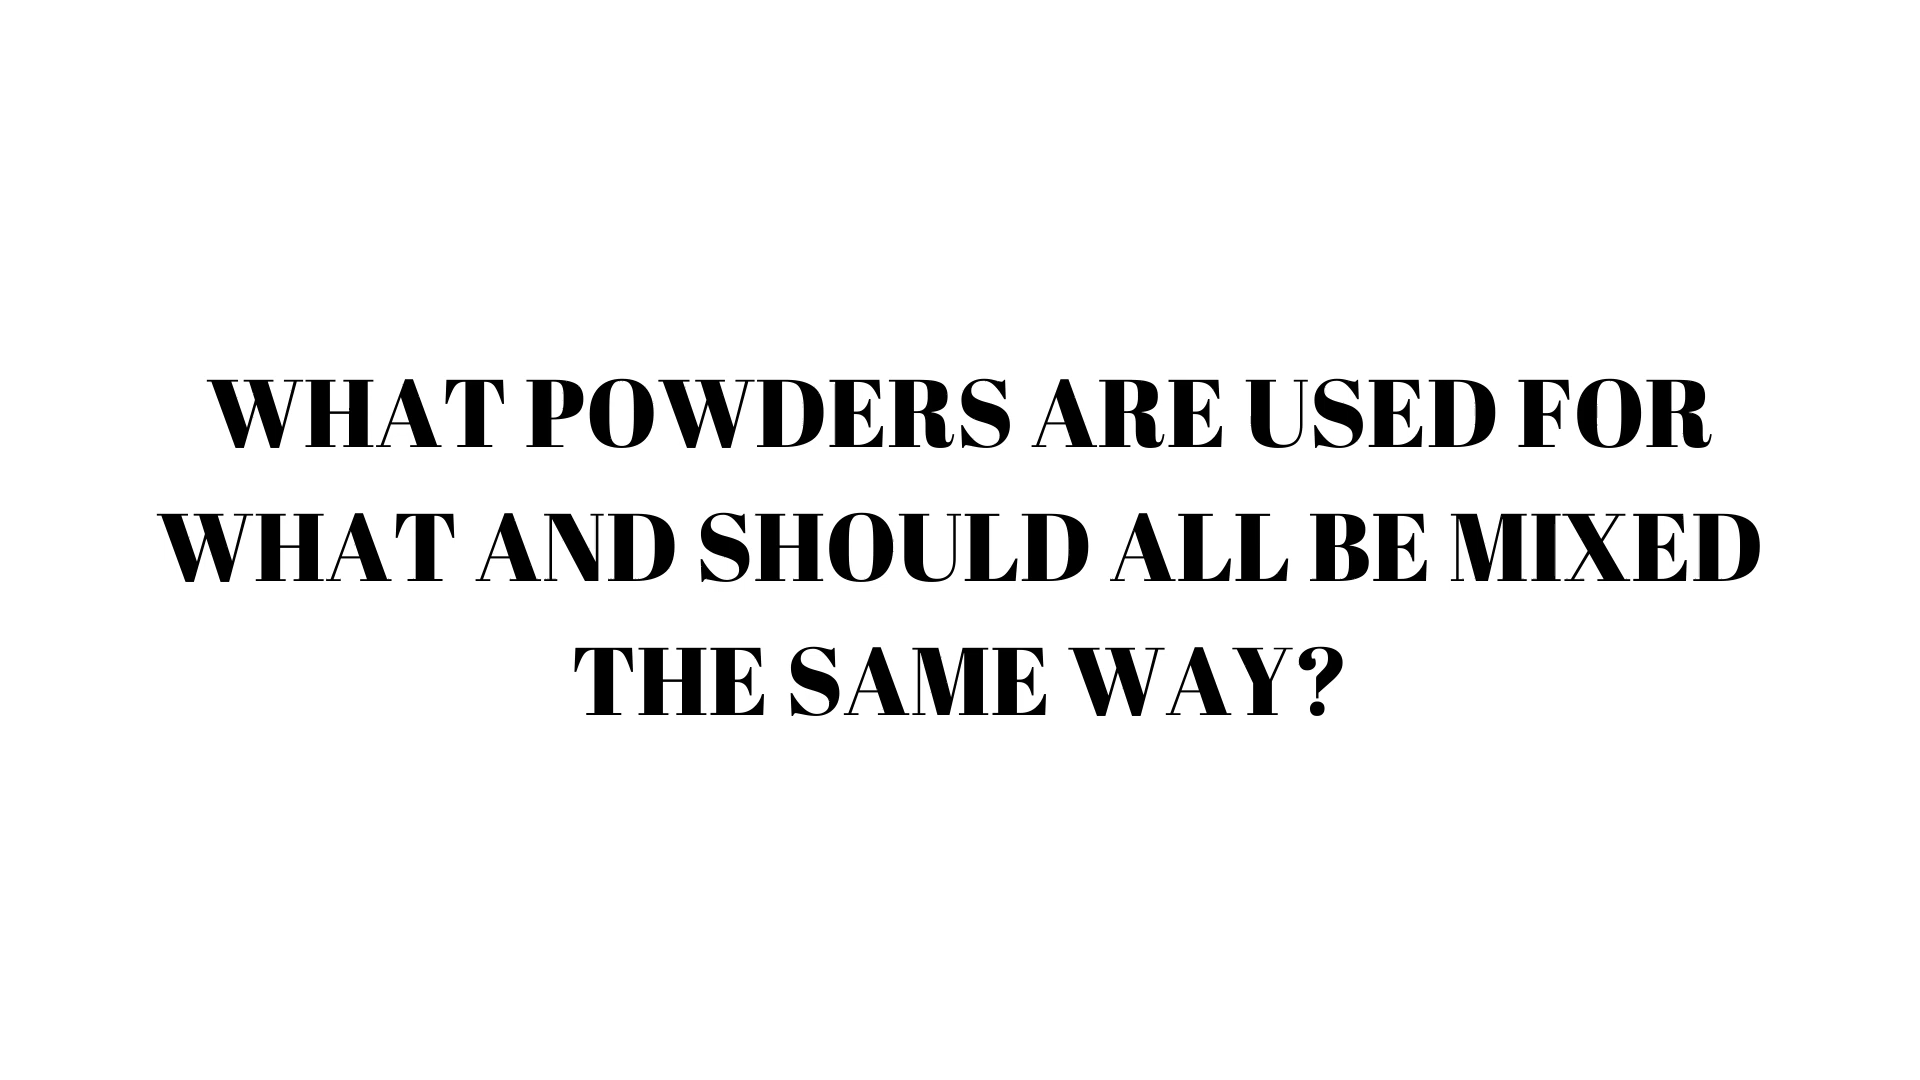 WHAT POWDERS ARE USED FOR
WHAT AND SHOULD ALL BE MIXED
THE SAME WAY?